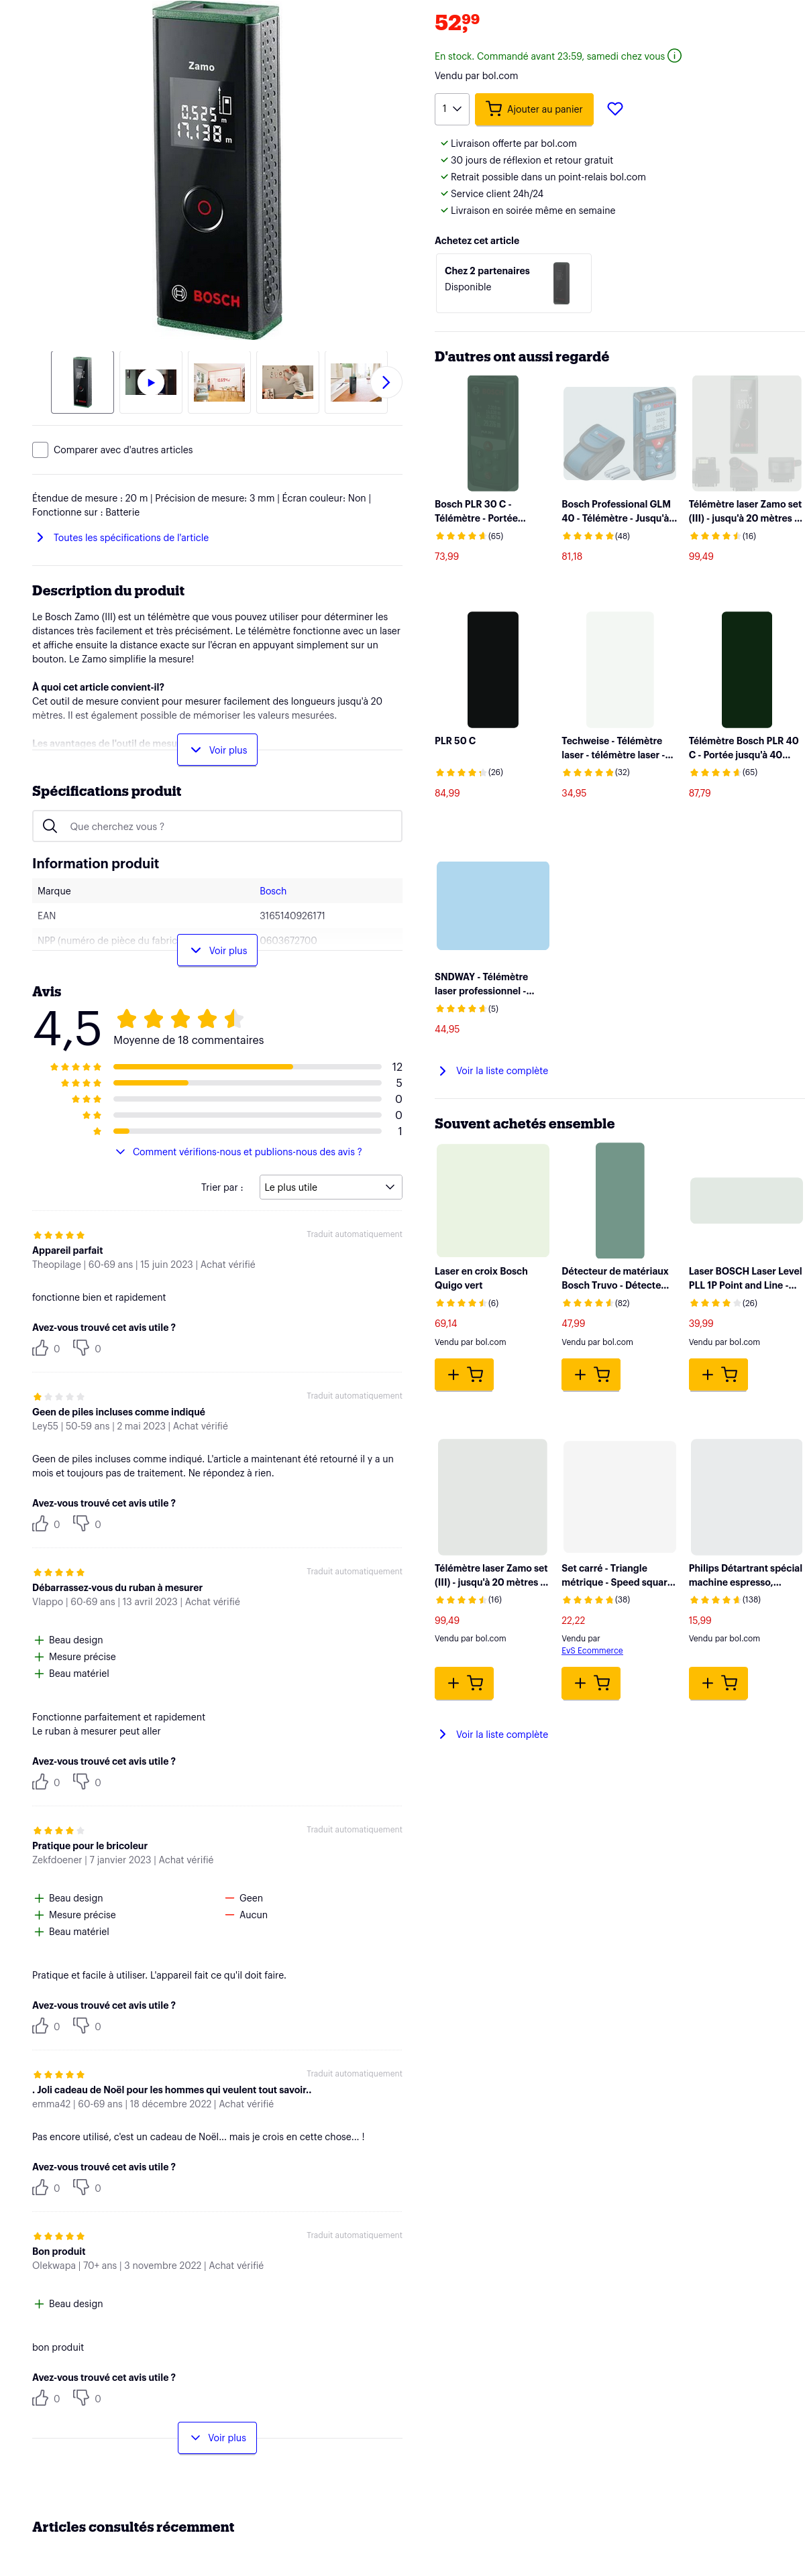 Zamo
0.525 m
17.138 m
BOSCH
Comparer avec d'autres articles
Étendue de mesure : 20 m | Précision de mesure: 3 mm | Écran couleur: Non |
Fonctionne sur : Batterie
Toutes les spécifications de l'article
Description du produit
Le Bosch Zamo (III) est un télémètre que vous pouvez utiliser pour déterminer les
distances très facilement et très précisément. Le télémètre fonctionne avec un laser
et affiche ensuite la distance exacte sur l'écran en appuyant simplement sur un
bouton. Le Zamo simplifie la mesure!
À quoi cet article convient-il?
Cet outil de mesure convient pour mesurer facilement des longueurs jusqu'à 20
mètres. Il est également possible de mémoriser les valeurs mesurées.
Les avantages de l'outil de mesu
Voir plus
Spécifications produit
Que cherchez vous ?
Information produit
Marque Bosch
EAN 3165140926171
NPP (numéro de pièce du fabric 0603672700
Voir plus
Avis
4,5
Moyenne de 18 commentaires
12
5
0
0
1
Comment vérifions-nous et publions-nous des avis ?
Trier par : Le plus utile
Traduit automatiquement
Appareil parfait
Theopilage | 60-69 ans | 15 juin 2023 | Achat vérifié
fonctionne bien et rapidement
Avez-vous trouvé cet avis utile ?
0 0
Traduit automatiquement
Geen de piles incluses comme indiqué
Ley55 | 50-59 ans | 2 mai 2023 | Achat vérifié
Geen de piles incluses comme indiqué. L'article a maintenant été retourné il y a un
mois et toujours pas de traitement. Ne répondez à rien.
Avez-vous trouvé cet avis utile ?
0 0
Traduit automatiquement
Débarrassez-vous du ruban à mesurer
Vlappo | 60-69 ans | 13 avril 2023 | Achat vérifié
Beau design
Mesure précise
Beau matériel
Fonctionne parfaitement et rapidement
Le ruban à mesurer peut aller
Avez-vous trouvé cet avis utile ?
0 0
Traduit automatiquement
Pratique pour le bricoleur
Zekfdoener | 7 janvier 2023 | Achat vérifié
Beau design Geen
Mesure précise Aucun
Beau matériel
Pratique et facile à utiliser. L'appareil fait ce qu'il doit faire.
Avez-vous trouvé cet avis utile ?
0 0
Traduit automatiquement
. Joli cadeau de Noël pour les hommes qui veulent tout savoir..
emma42 | 60-69 ans | 18 décembre 2022 | Achat vérifié
Pas encore utilisé, c'est un cadeau de Noël... mais je crois en cette chose... !
Avez-vous trouvé cet avis utile ?
0 0
Traduit automatiquement
Bon produit
Olekwapa | 70+ ans | 3 novembre 2022 | Achat vérifié
Beau design
bon produit
Avez-vous trouvé cet avis utile ?
0 0
Voir plus
Articles consultés récemment
52,99
En stock. Commandé avant 23:59, samedi chez vous
Vendu par bol.com
1 Ajouter au panier
Livraison offerte par bol.com
30 jours de réflexion et retour gratuit
Retrait possible dans un point-relais bol.com
Service client 24h/24
Livraison en soirée même en semaine
Achetez cet article
Chez 2 partenaires
Disponible
D'autres ont aussi regardé
Bosch PLR 30 C -
Télémètre - Portée...
(65)
73,99
Bosch Professional GLM
40 - Télémètre - Jusqu'à...
(48)
81,18
Télémètre laser Zamo set
(III) - jusqu'à 20 mètres ...
(16)
99,49
PLR 50 C
(26)
84,99
Techweise - Télémètre
laser - télémètre laser -...
(32)
34,95
Télémètre Bosch PLR 40
C - Portée jusqu'à 40...
(65)
87,79
SNDWAY - Télémètre
laser professionnel -...
(5)
44,95
Voir la liste complète
Souvent achetés ensemble
Laser en croix Bosch
Quigo vert
(6)
69,14
Vendu par bol.com
Détecteur de matériaux
Bosch Truvo - Détecte...
(82)
47,99
Vendu par bol.com
Laser BOSCH Laser Level
PLL 1P Point and Line -...
(26)
39,99
Vendu par bol.com
Télémètre laser Zamo set
(III) - jusqu'à 20 mètres ...
(16)
99,49
Vendu par bol.com
Set carré - Triangle
métrique - Speed squar...
(38)
22,22
Vendu par
EvS Ecommerce
Philips Détartrant spécial
machine espresso,...
(138)
15,99
Vendu par bol.com
Voir la liste complète